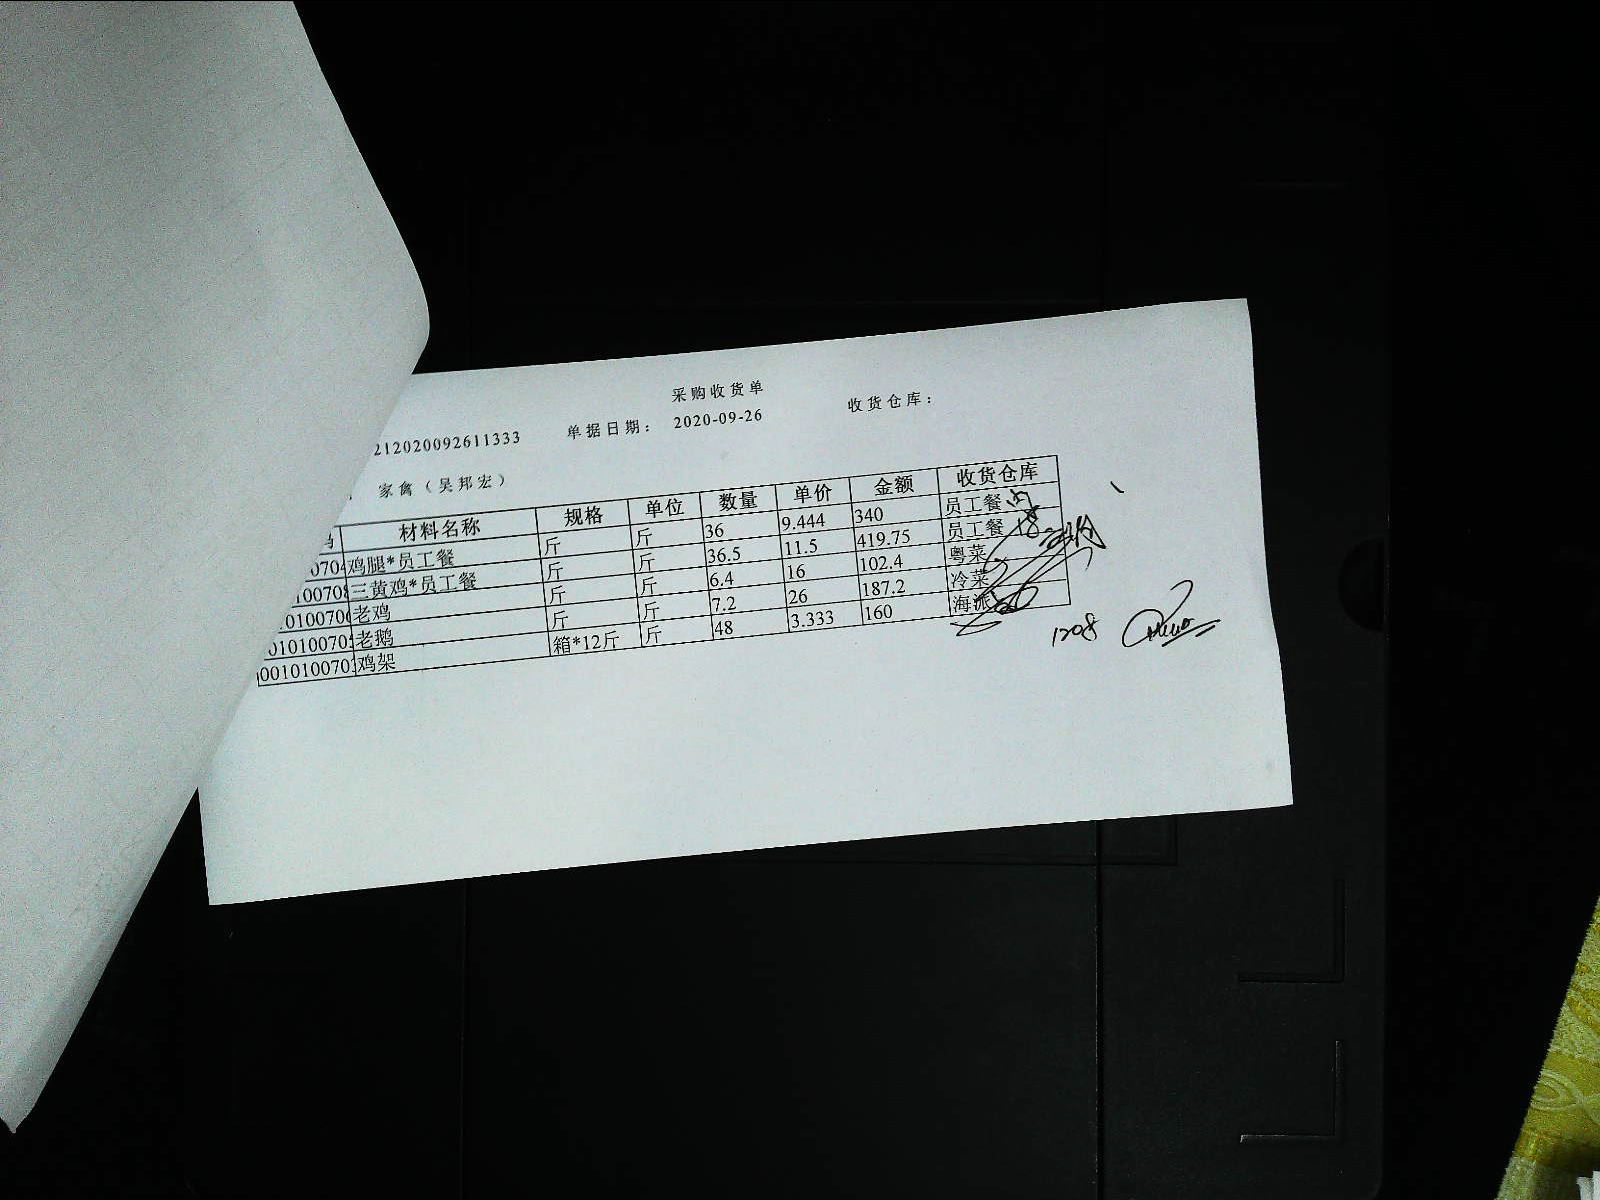 采购收货单
212020092611333 单据日期： 2020-09-26 收货仓库：
家禽（吴邦宏）
材料名称 规格 单位 数量 单价 金额 收货仓库
鸡腿*员工餐 斤 斤 36 9.444 340 员工餐
100708 三黄鸡*员工餐 斤 斤 36.5 11.5 419.75 员工餐
老鸡 斤 斤 6.4 16 102.4 粤菜
老鹅 斤 斤 7.2 26 187.2 冷菜
鸡架 箱*12斤 斤 48 3.333 160 海派
1208